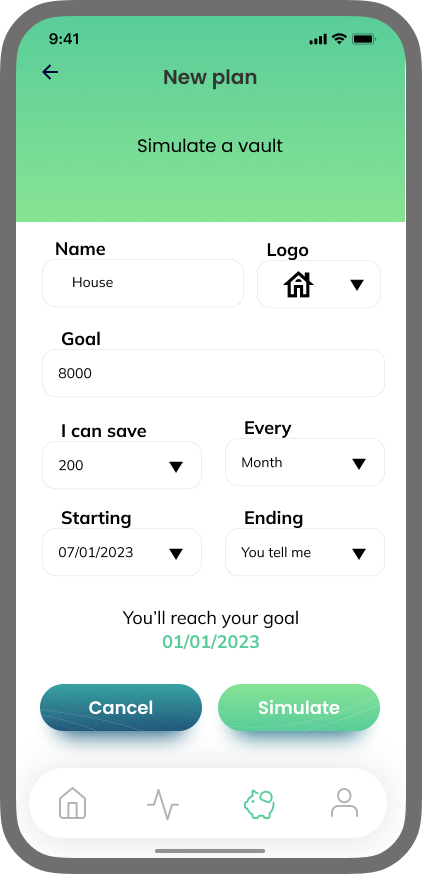 9:41
New plan
Simulate a vault
Name
Logo
House
Goal
8000
I can save
Every
200
Month
Starting
Ending
07/01/2023
You tell me
You’ll reach your goal
01/01/2023
Cancel
Simulate